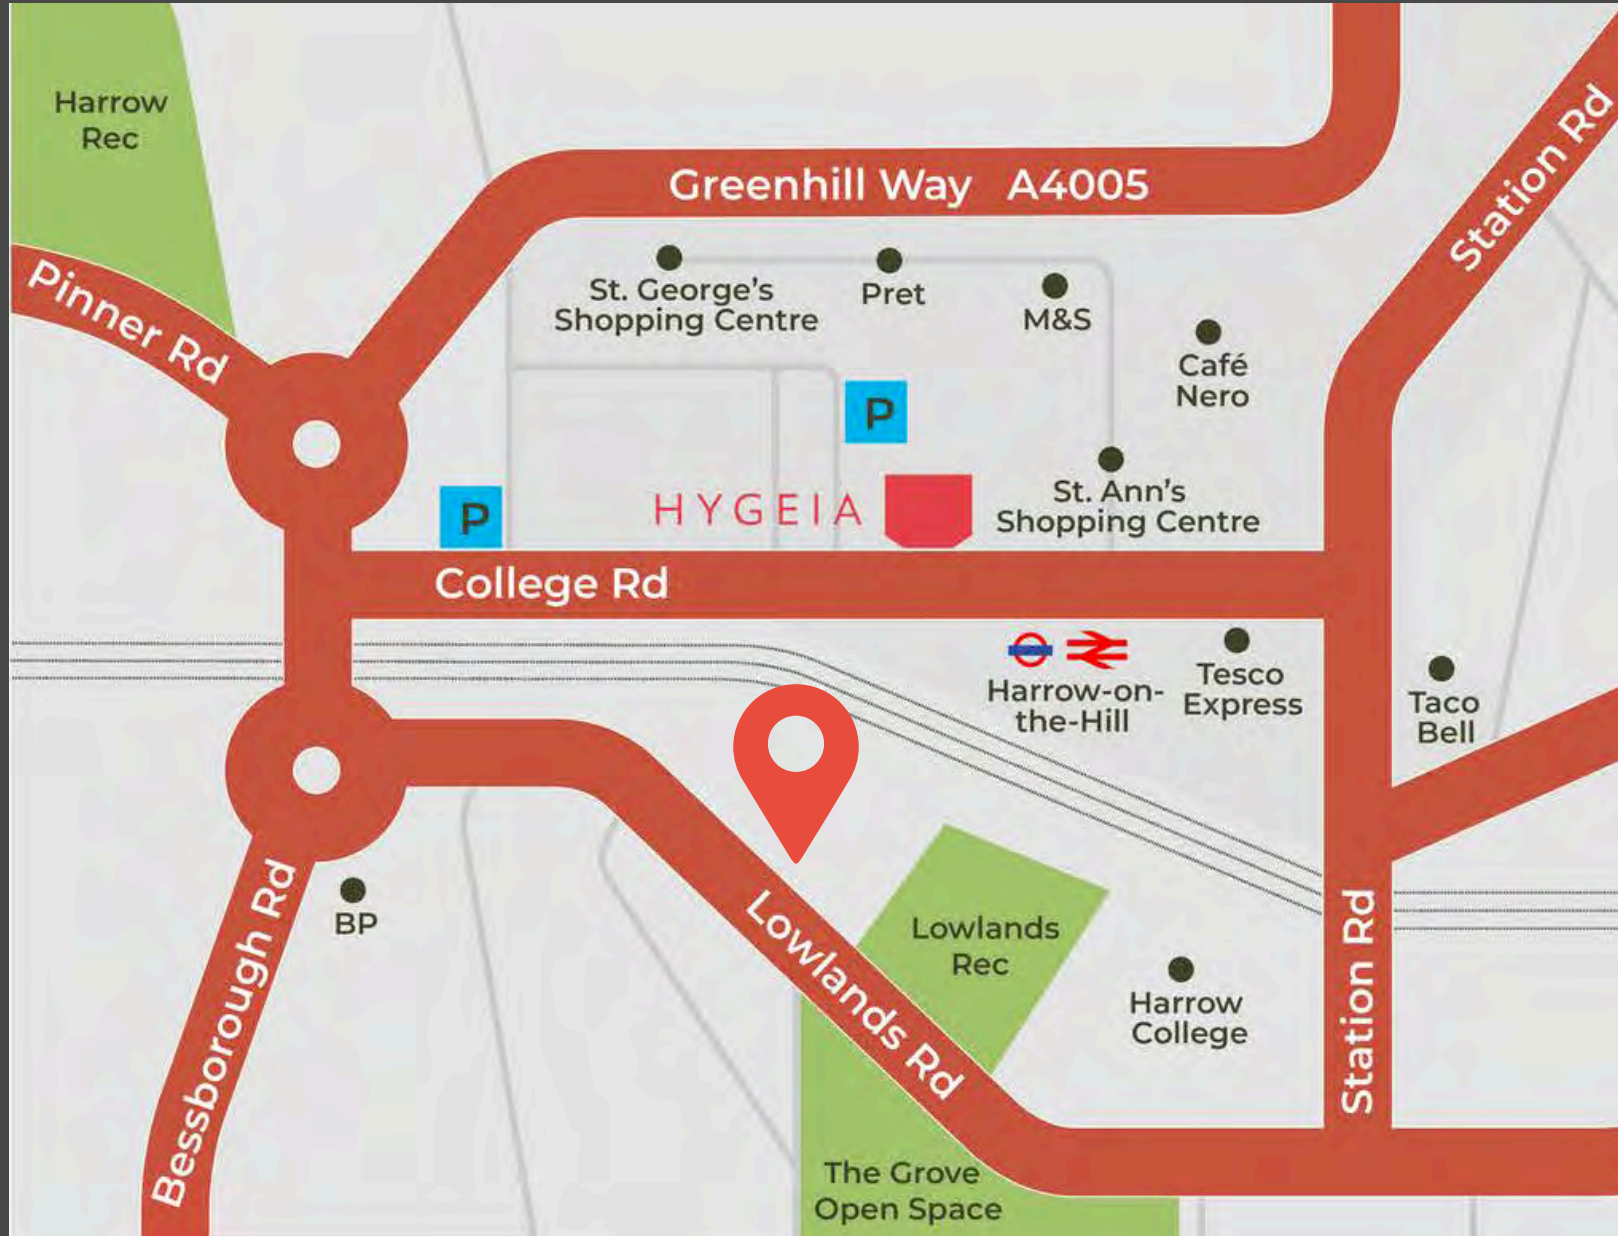 Harrow
Rec
Greenhill Way A4005
Station Rd
Pinner Rd
St. George's
Shopping Centre
Pret
M&S
Café
Nero
P
P
HYGEIA
St. Ann's
Shopping Centre
College Rd
Harrow-on-
the-Hill
Tesco
Express
Taco
Bell
BP
Bessborough Rd
Lowlands Rd
Lowlands
Rec
Harrow
College
Station Rd
The Grove
Open Space